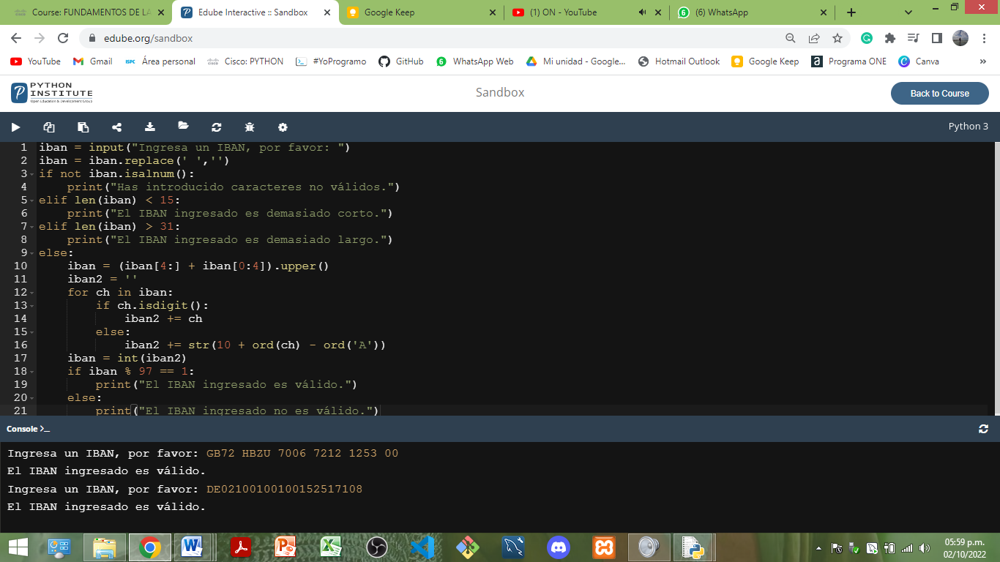 Course: FUNDAMENTOS DE LA
Edube Interactive :: Sandbox
Google Keep
(1) ON - YouTube
(6) WhatsApp
edube.org/sandbox
YouTube
Gmail
Área personal
Cisco: PYTHON
#YoProgramo
GitHub
WhatsApp Web
Mi unidad - Google...
Hotmail Outlook
Google Keep
Programa ONE
Canva
PYTHON
INSTITUTE
Open Education & Development Group
Sandbox
Back to Course
Python 3
1 iban = input("Ingresa un IBAN, por favor: ")
2 iban = iban.replace(' ','')
3 if not iban.isalnum():
4     print("Has introducido caracteres no válidos.")
5 elif len(iban) < 15:
6     print("El IBAN ingresado es demasiado corto.")
7 elif len(iban) > 31:
8     print("El IBAN ingresado es demasiado largo.")
9 else:
10     iban = (iban[4:] + iban[0:4]).upper()
11     iban2 = ''
12     for ch in iban:
13         if ch.isdigit():
14             iban2 += ch
15         else:
16             iban2 += str(10 + ord(ch) - ord('A'))
17     iban = int(iban2)
18     if iban % 97 == 1:
19         print("El IBAN ingresado es válido.")
20     else:
21         print("El IBAN ingresado no es válido.")
Console >_
Ingresa un IBAN, por favor: GB72 HBZU 7006 7212 1253 00
El IBAN ingresado es válido.
Ingresa un IBAN, por favor: DE02100100100152517108
El IBAN ingresado es válido.
05:59 p.m.
02/10/2022